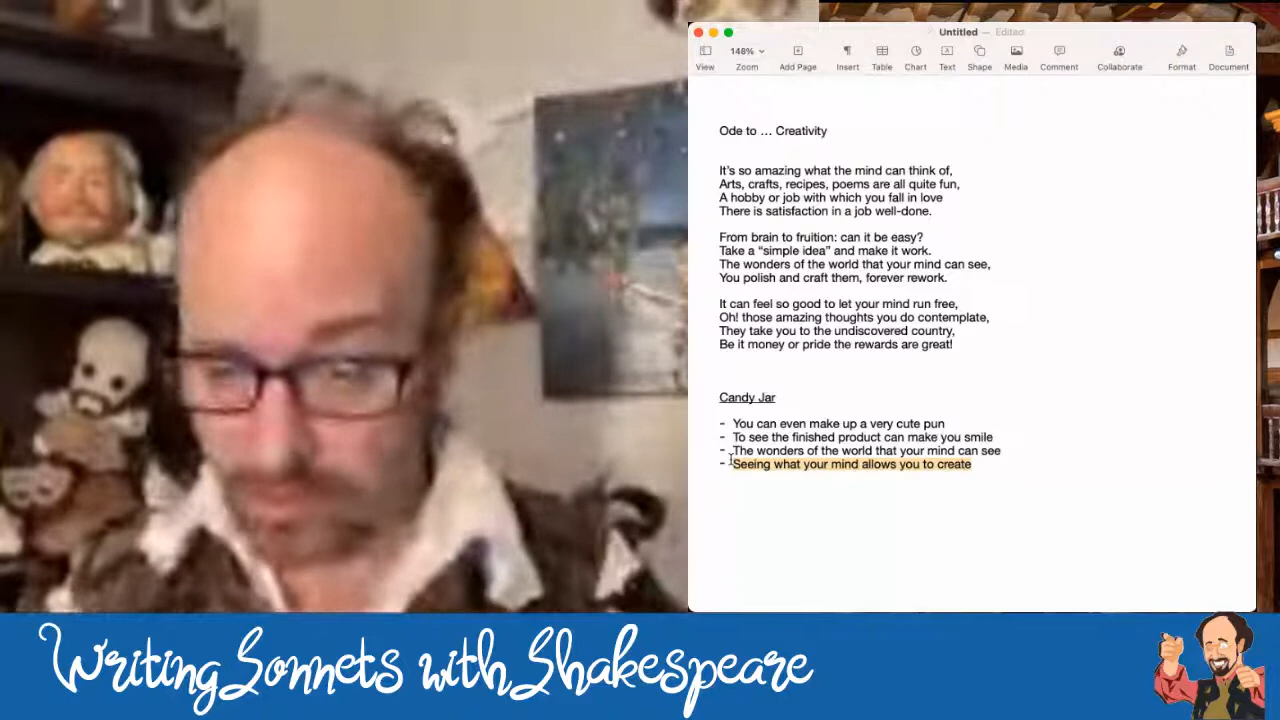 Untitled — Edited
148%
View Zoom Add Page Insert Table Chart Text Shape Media Comment Collaborate Format Document
Ode to … Creativity
It's so amazing what the mind can think of,
Arts, crafts, recipes, poems are all quite fun,
A hobby or job with which you fall in love
There is satisfaction in a job well-done.
From brain to fruition: can it be easy?
Take a “simple idea” and make it work.
The wonders of the world that your mind can see,
You polish and craft them, forever rework.
It can feel so good to let your mind run free,
Oh! those amazing thoughts you do contemplate,
They take you to the undiscovered country,
Be it money or pride the rewards are great!
Candy Jar
- You can even make up a very cute pun
- To see the finished product can make you smile
- The wonders of the world that your mind can see
- Seeing what your mind allows you to create
Writing Sonnets with Shakespeare